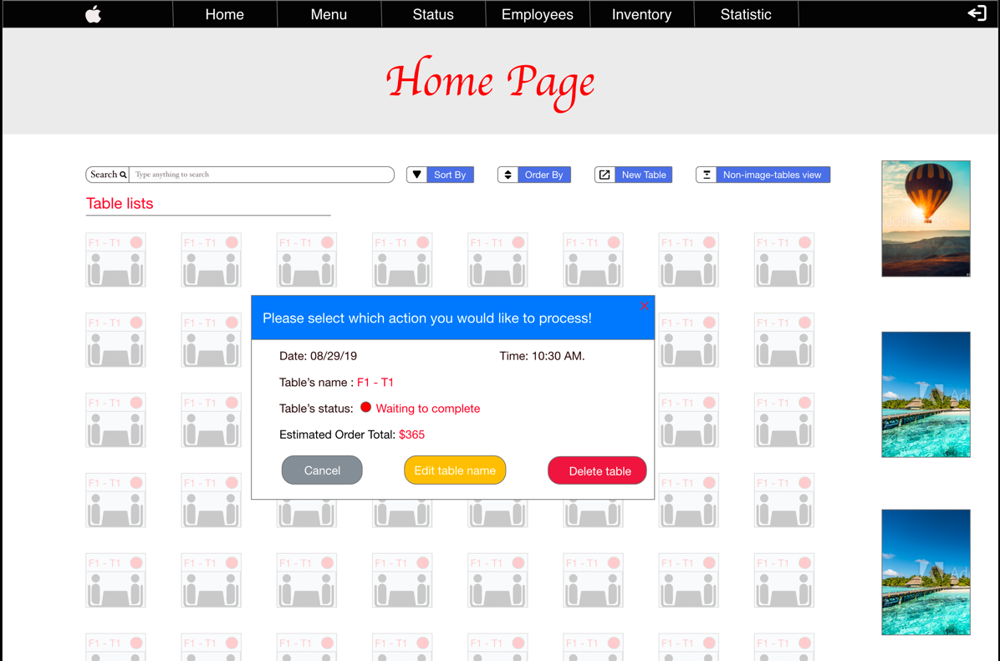 Home Menu Status Employees Inventory Statistic
Home Page
Search Type anything to search Sort By Order By New Table Non-image-tables view
Table lists
F1 - T1 F1 - T1 F1 - T1 F1 - T1 F1 - T1 F1 - T1 F1 - T1 F1 - T1
Please select which action you would like to process! X
F1 - T1 F1 - T1 F1 - T1 F1 - T1
Date: 08/29/19 Time: 10:30 AM.
Table's name : F1 - T1
F1 - T1 F1 - T1 F1 - T1 F1 - T1
Table's status: Waiting to complete
Estimated Order Total: $365
Cancel Edit table name Delete table
F1 - T1 F1 - T1 F1 - T1 F1 - T1
F1 - T1 F1 - T1 F1 - T1 F1 - T1 F1 - T1 F1 - T1 F1 - T1 F1 - T1
F1 - T1 F1 - T1 F1 - T1 F1 - T1 F1 - T1 F1 - T1 F1 - T1 F1 - T1